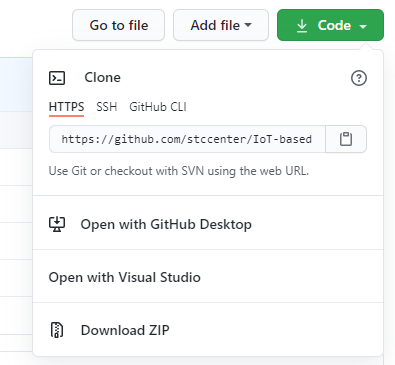 Go to file Add file Code
Clone
HTTPS SSH GitHub CLI
https://github.com/stccenter/IoT-based
Use Git or checkout with SVN using the web URL.
Open with GitHub Desktop
Open with Visual Studio
Download ZIP